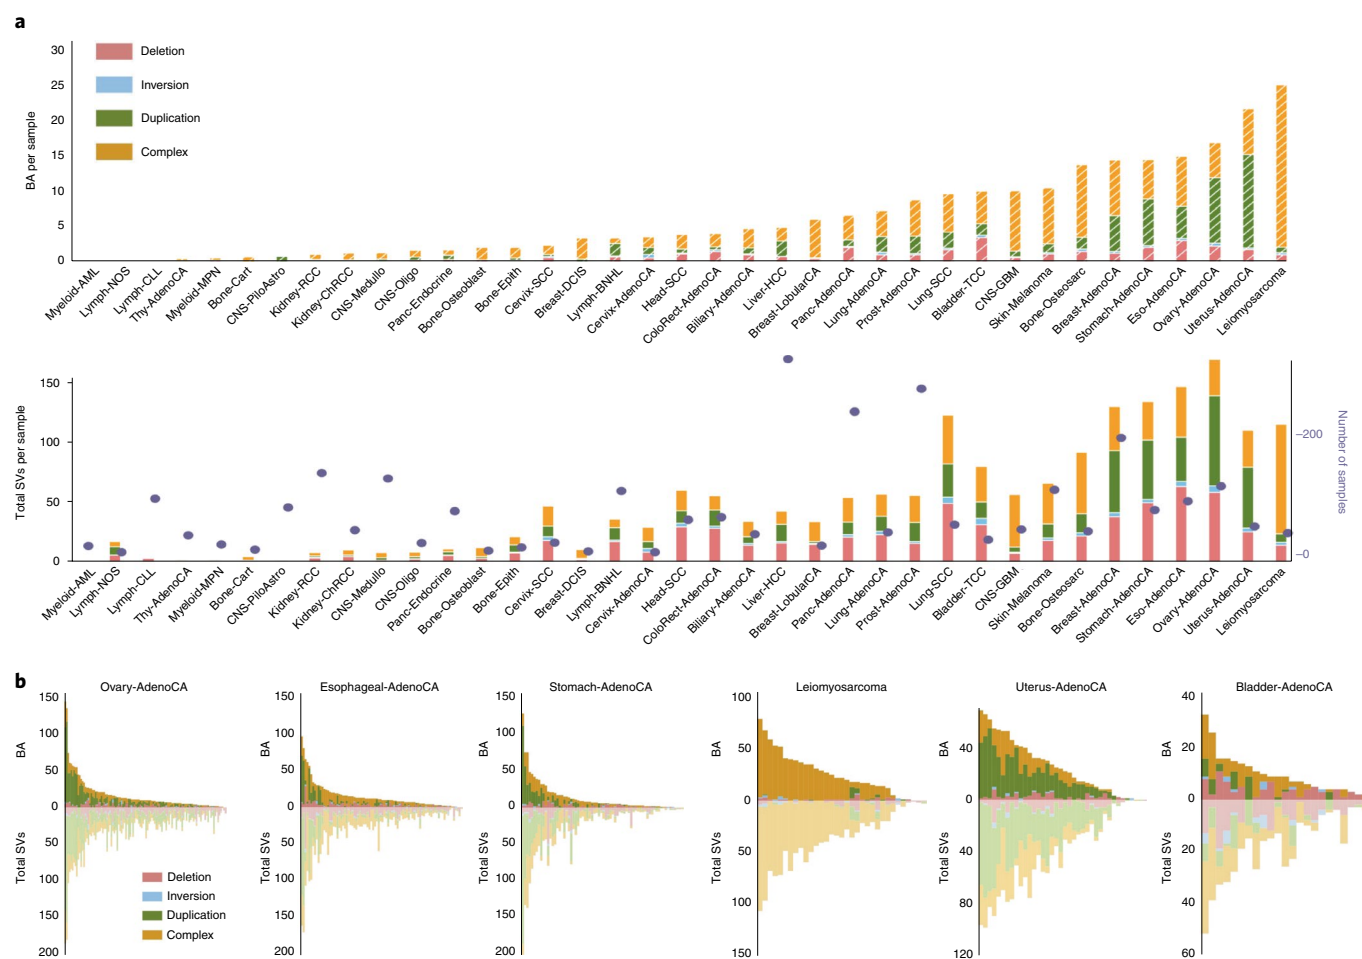 a
30
25
20
15
10
5
0
BA per sample
Deletion
Inversion
Duplication
Complex
Myeloid-AML
Lymph-NOS
Lymph-CLL
Thy-AdenoCA
Myeloid-MPN
Bone-Cart
CNS-PiloAstro
Kidney-RCC
Kidney-ChRCC
CNS-Medullo
CNS-Oligo
Panc-Endocrine
Bone-Osteoblast
Bone-Epith
Cervix-SCC
Breast-DCIS
Lymph-BNHL
Cervix-AdenoCA
Head-SCC
ColoRect-AdenoCA
Biliary-AdenoCA
Liver-HCC
Breast-LobularCA
Panc-AdenoCA
Lung-AdenoCA
Prost-AdenoCA
Lung-SCC
Bladder-TCC
CNS-GBM
Skin-Melanoma
Bone-Osteosarc
Breast-AdenoCA
Stomach-AdenoCA
Eso-AdenoCA
Ovary-AdenoCA
Uterus-AdenoCA
Leiomyosarcoma
150
100
50
0
Total SVs per sample
–200
–0
Number of samples
Myeloid-AML
Lymph-NOS
Lymph-CLL
Thy-AdenoCA
Myeloid-MPN
Bone-Cart
CNS-PiloAstro
Kidney-RCC
Kidney-ChRCC
CNS-Medullo
CNS-Oligo
Panc-Endocrine
Bone-Osteoblast
Bone-Epith
Cervix-SCC
Breast-DCIS
Lymph-BNHL
Cervix-AdenoCA
Head-SCC
ColoRect-AdenoCA
Biliary-AdenoCA
Liver-HCC
Breast-LobularCA
Panc-AdenoCA
Lung-AdenoCA
Prost-AdenoCA
Lung-SCC
Bladder-TCC
CNS-GBM
Skin-Melanoma
Bone-Osteosarc
Breast-AdenoCA
Stomach-AdenoCA
Eso-AdenoCA
Ovary-AdenoCA
Uterus-AdenoCA
Leiomyosarcoma
b
Ovary-AdenoCA
150
100
50
0
50
100
150
200
BA
Total SVs
Deletion
Inversion
Duplication
Complex
Esophageal-AdenoCA
150
100
50
0
50
100
150
200
BA
Total SVs
Stomach-AdenoCA
150
100
50
0
50
100
150
200
BA
Total SVs
Leiomyosarcoma
100
50
0
50
100
150
BA
Total SVs
Uterus-AdenoCA
40
0
40
80
120
BA
Total SVs
Bladder-AdenoCA
40
20
0
20
40
60
BA
Total SVs